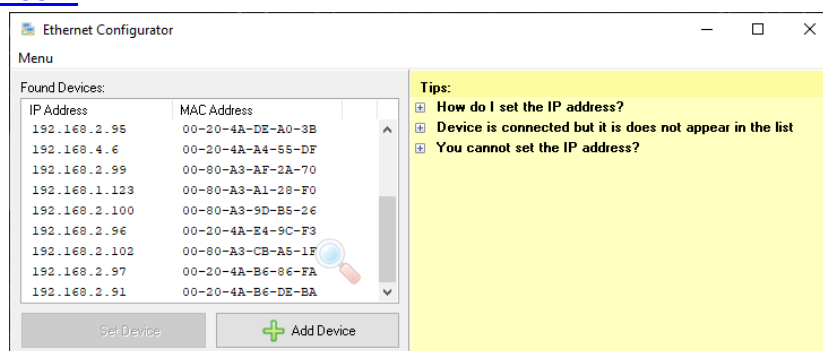 Ethernet Configurator
Menu
Found Devices:
IP Address MAC Address
192.168.2.95 00-20-4A-DE-A0-3B
192.168.4.6 00-20-4A-A4-55-DF
192.168.2.99 00-80-A3-AF-2A-70
192.168.1.123 00-80-A3-A1-28-F0
192.168.2.100 00-80-A3-9D-B5-26
192.168.2.96 00-20-4A-E4-9C-F3
192.168.2.102 00-80-A3-CB-A5-1F
192.168.2.97 00-20-4A-B6-86-FA
192.168.2.91 00-20-4A-B6-DE-BA
Set Device Add Device
Tips:
How do I set the IP address?
Device is connected but it is does not appear in the list
You cannot set the IP address?